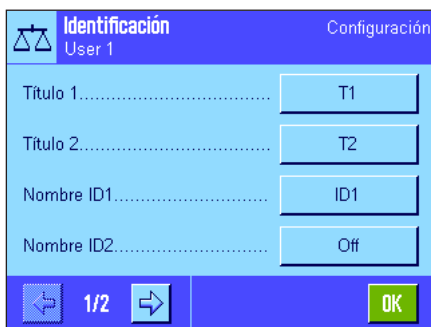 Identificación
Configuración
User 1
Título 1.................................... T1
Título 2.................................... T2
Nombre ID1............................. ID1
Nombre ID2............................. Off
1/2
OK